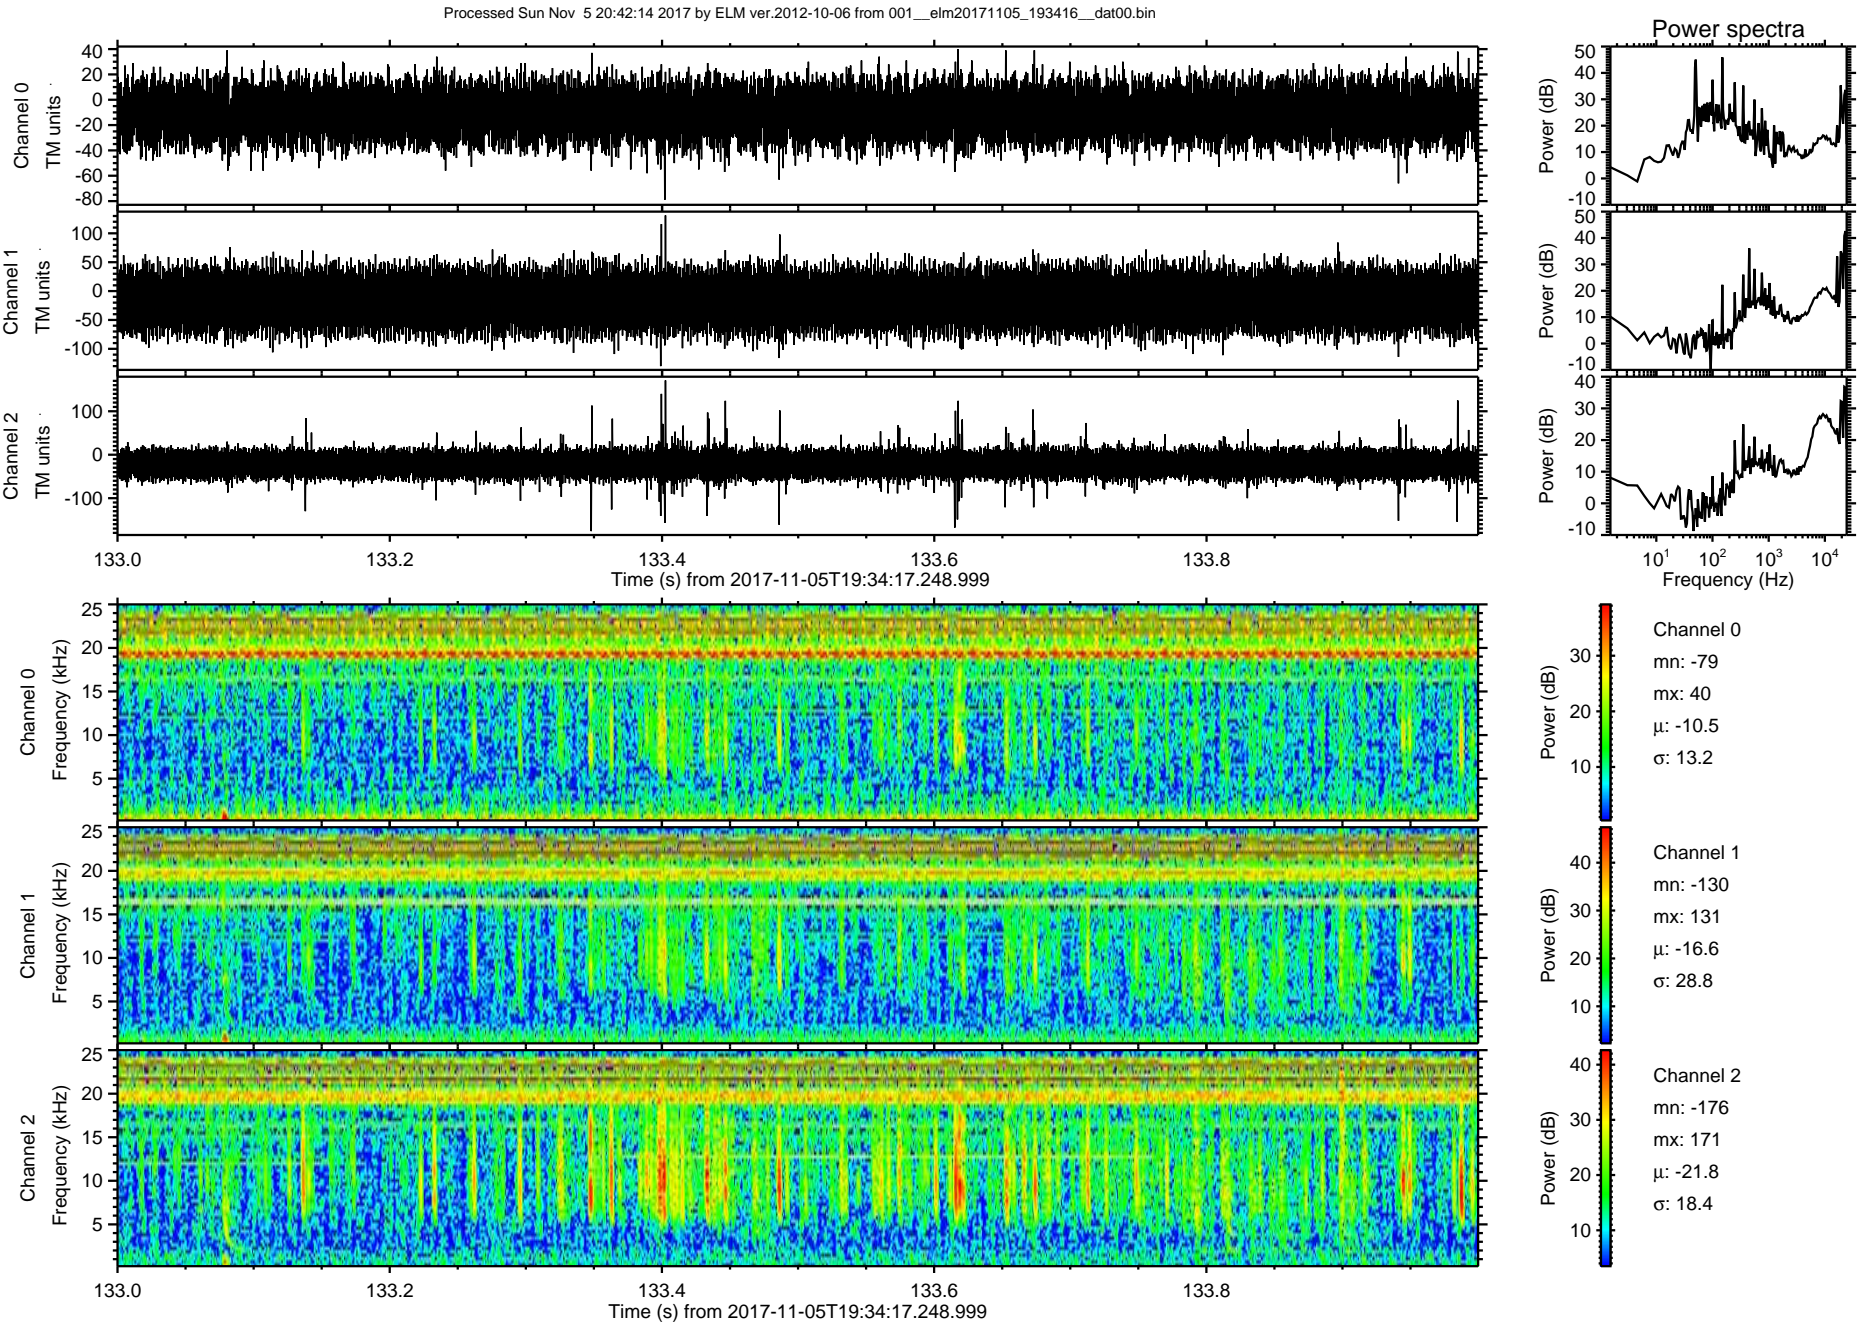 Processed Sun Nov  5 20:42:14 2017 by ELM ver.2012-10-06 from 001__elm20171105_193416__dat00.bin
Power spectra
Channel 0
TM units
40
20
0
-20
-40
-60
-80
Power (dB)
50
40
30
20
10
0
-10
Channel 1
TM units
100
50
0
-50
-100
Power (dB)
50
40
30
20
10
0
-10
Channel 2
TM units
100
0
-100
Power (dB)
40
30
20
10
0
-10
133.0 133.2 133.4 133.6 133.8
Time (s) from 2017-11-05T19:34:17.248.999
10¹ 10² 10³ 10⁴
Frequency (Hz)
Channel 0
Frequency (kHz)
25
20
15
10
5
Power (dB)
30
20
10
Channel 0
mn: -79
mx: 40
μ: -10.5
σ: 13.2
Channel 1
Frequency (kHz)
25
20
15
10
5
Power (dB)
40
30
20
10
Channel 1
mn: -130
mx: 131
μ: -16.6
σ: 28.8
Channel 2
Frequency (kHz)
25
20
15
10
5
Power (dB)
40
30
20
10
Channel 2
mn: -176
mx: 171
μ: -21.8
σ: 18.4
133.0 133.2 133.4 133.6 133.8
Time (s) from 2017-11-05T19:34:17.248.999